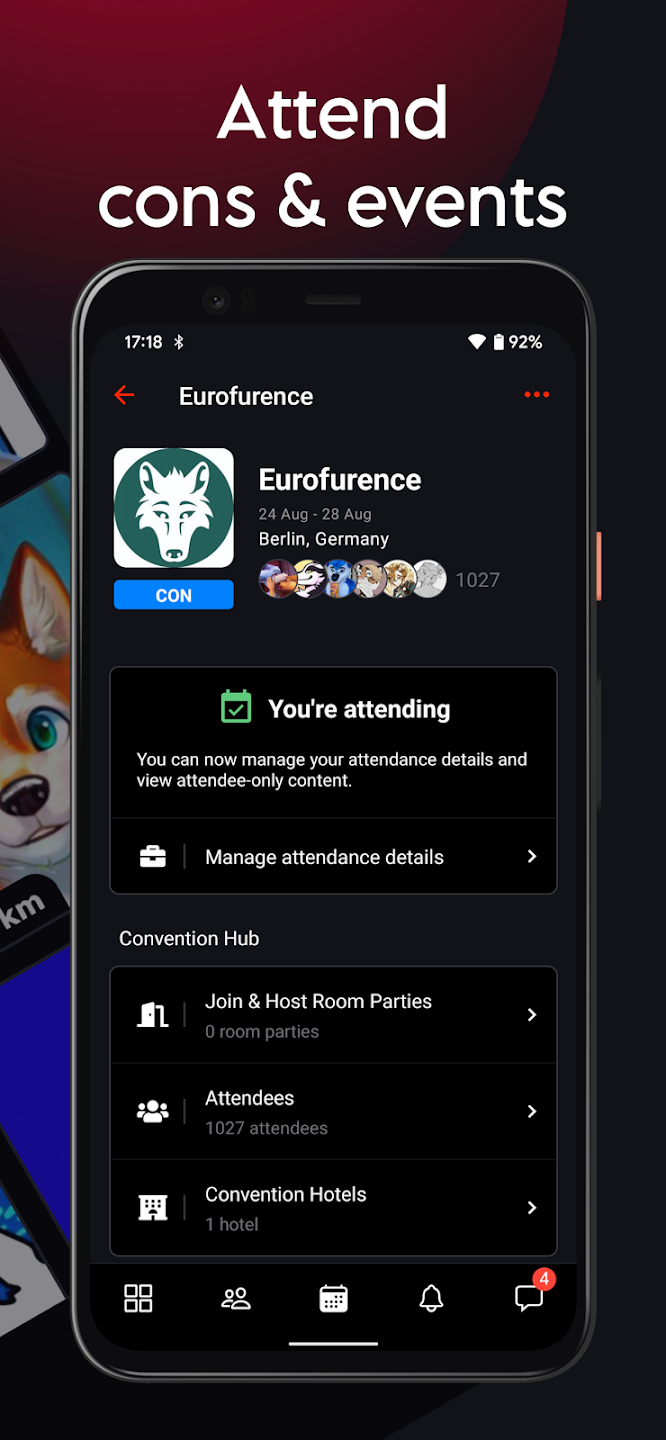 Attend
cons & events
17:18
92%
Eurofurence
Eurofurence
24 Aug - 28 Aug
Berlin, Germany
1027
CON
You're attending
You can now manage your attendance details and
view attendee-only content.
Manage attendance details
km
Convention Hub
Join & Host Room Parties
0 room parties
Attendees
1027 attendees
Convention Hotels
1 hotel
4